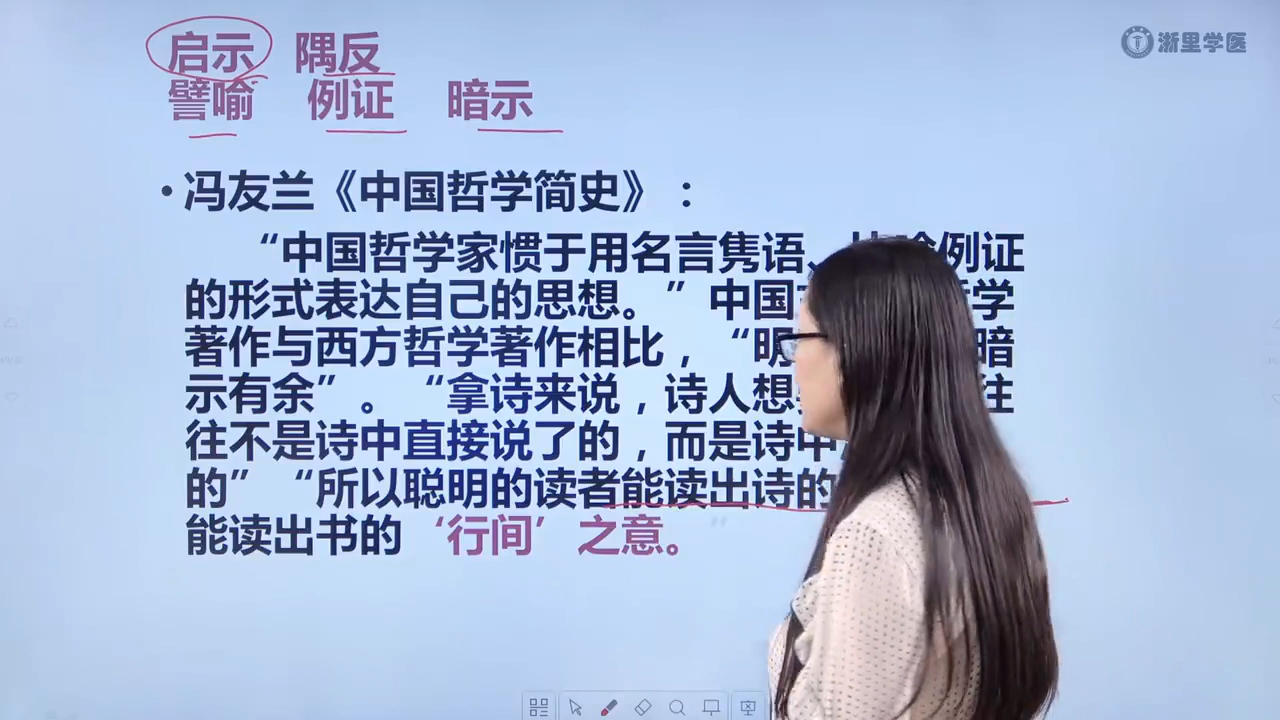 浙里学医
启示 隅反
譬喻 例证 暗示
•冯友兰《中国哲学简史》:
“中国哲学家惯于用名言隽语、 例证
的形式表达自己的思想。”中国 学
著作与西方哲学著作相比,“明 暗
示有余”。 “拿诗来说,诗人想 往
往不是诗中直接说了的,而是诗中
的” “所以聪明的读者能读出诗的
能读出书的‘行间’之意。”